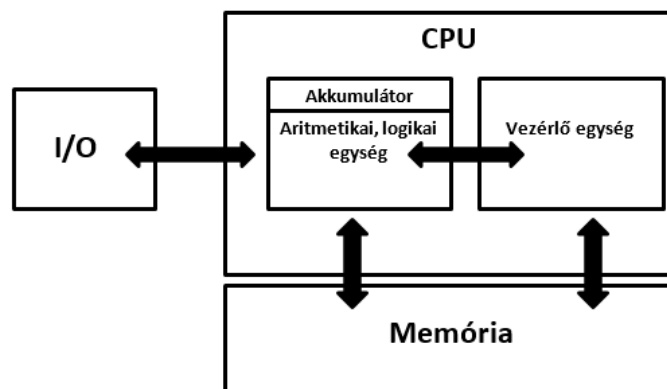 CPU
I/O
Akkumulátor
Aritmetikai, logikai
egység
Vezérlő egység
Memória